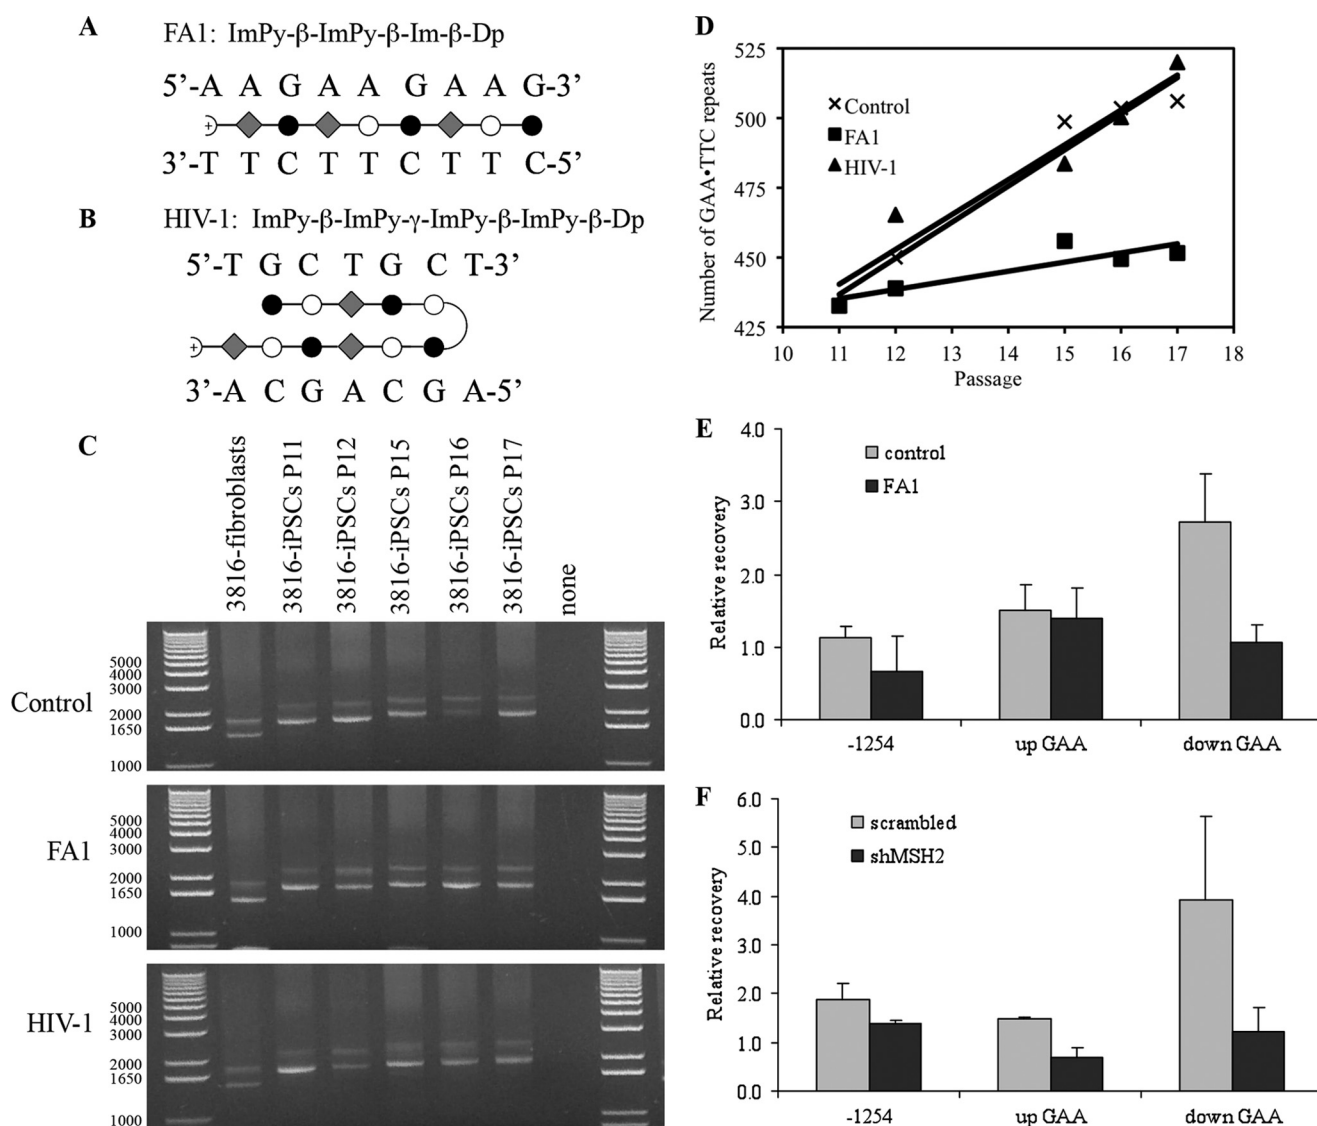 A
FA1: ImPy-β-ImPy-β-Im-β-Dp
5’-A A G A A G A A G-3’
+
3’-T T C T T C T T C-5’
B
HIV-1: ImPy-β-ImPy-γ-ImPy-β-ImPy-β-Dp
5’-T G C T G C T-3’
+
3’-A C G A C G A-5’
C
3816-fibroblasts
3816-iPSCs P11
3816-iPSCs P12
3816-iPSCs P15
3816-iPSCs P16
3816-iPSCs P17
none
Control
5000
4000
3000
2000
1650
1000
FA1
5000
4000
3000
2000
1650
1000
HIV-1
5000
4000
3000
2000
1650
1000
D
Number of GAA•TTC repeats
525
500
475
450
425
Control
FA1
HIV-1
10 11 12 13 14 15 16 17 18
Passage
E
Relative recovery
4.0
3.0
2.0
1.0
0.0
control
FA1
-1254 up GAA down GAA
F
Relative recovery
6.0
5.0
4.0
3.0
2.0
1.0
0.0
scrambled
shMSH2
-1254 up GAA down GAA